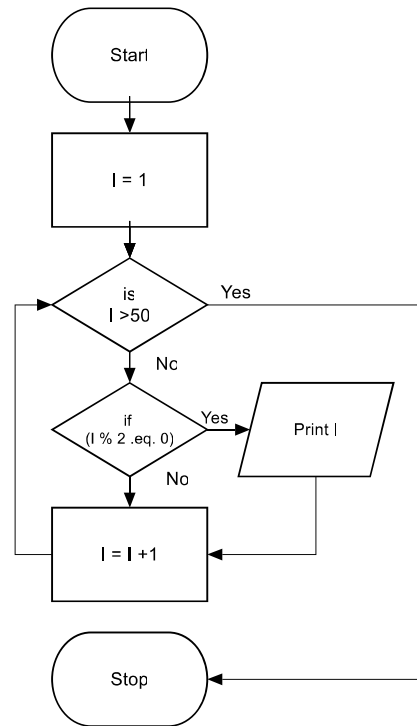 Start
I = 1
is
I >50
Yes
No
if
(I % 2 .eq. 0)
Yes
Print I
No
I = I +1
Stop